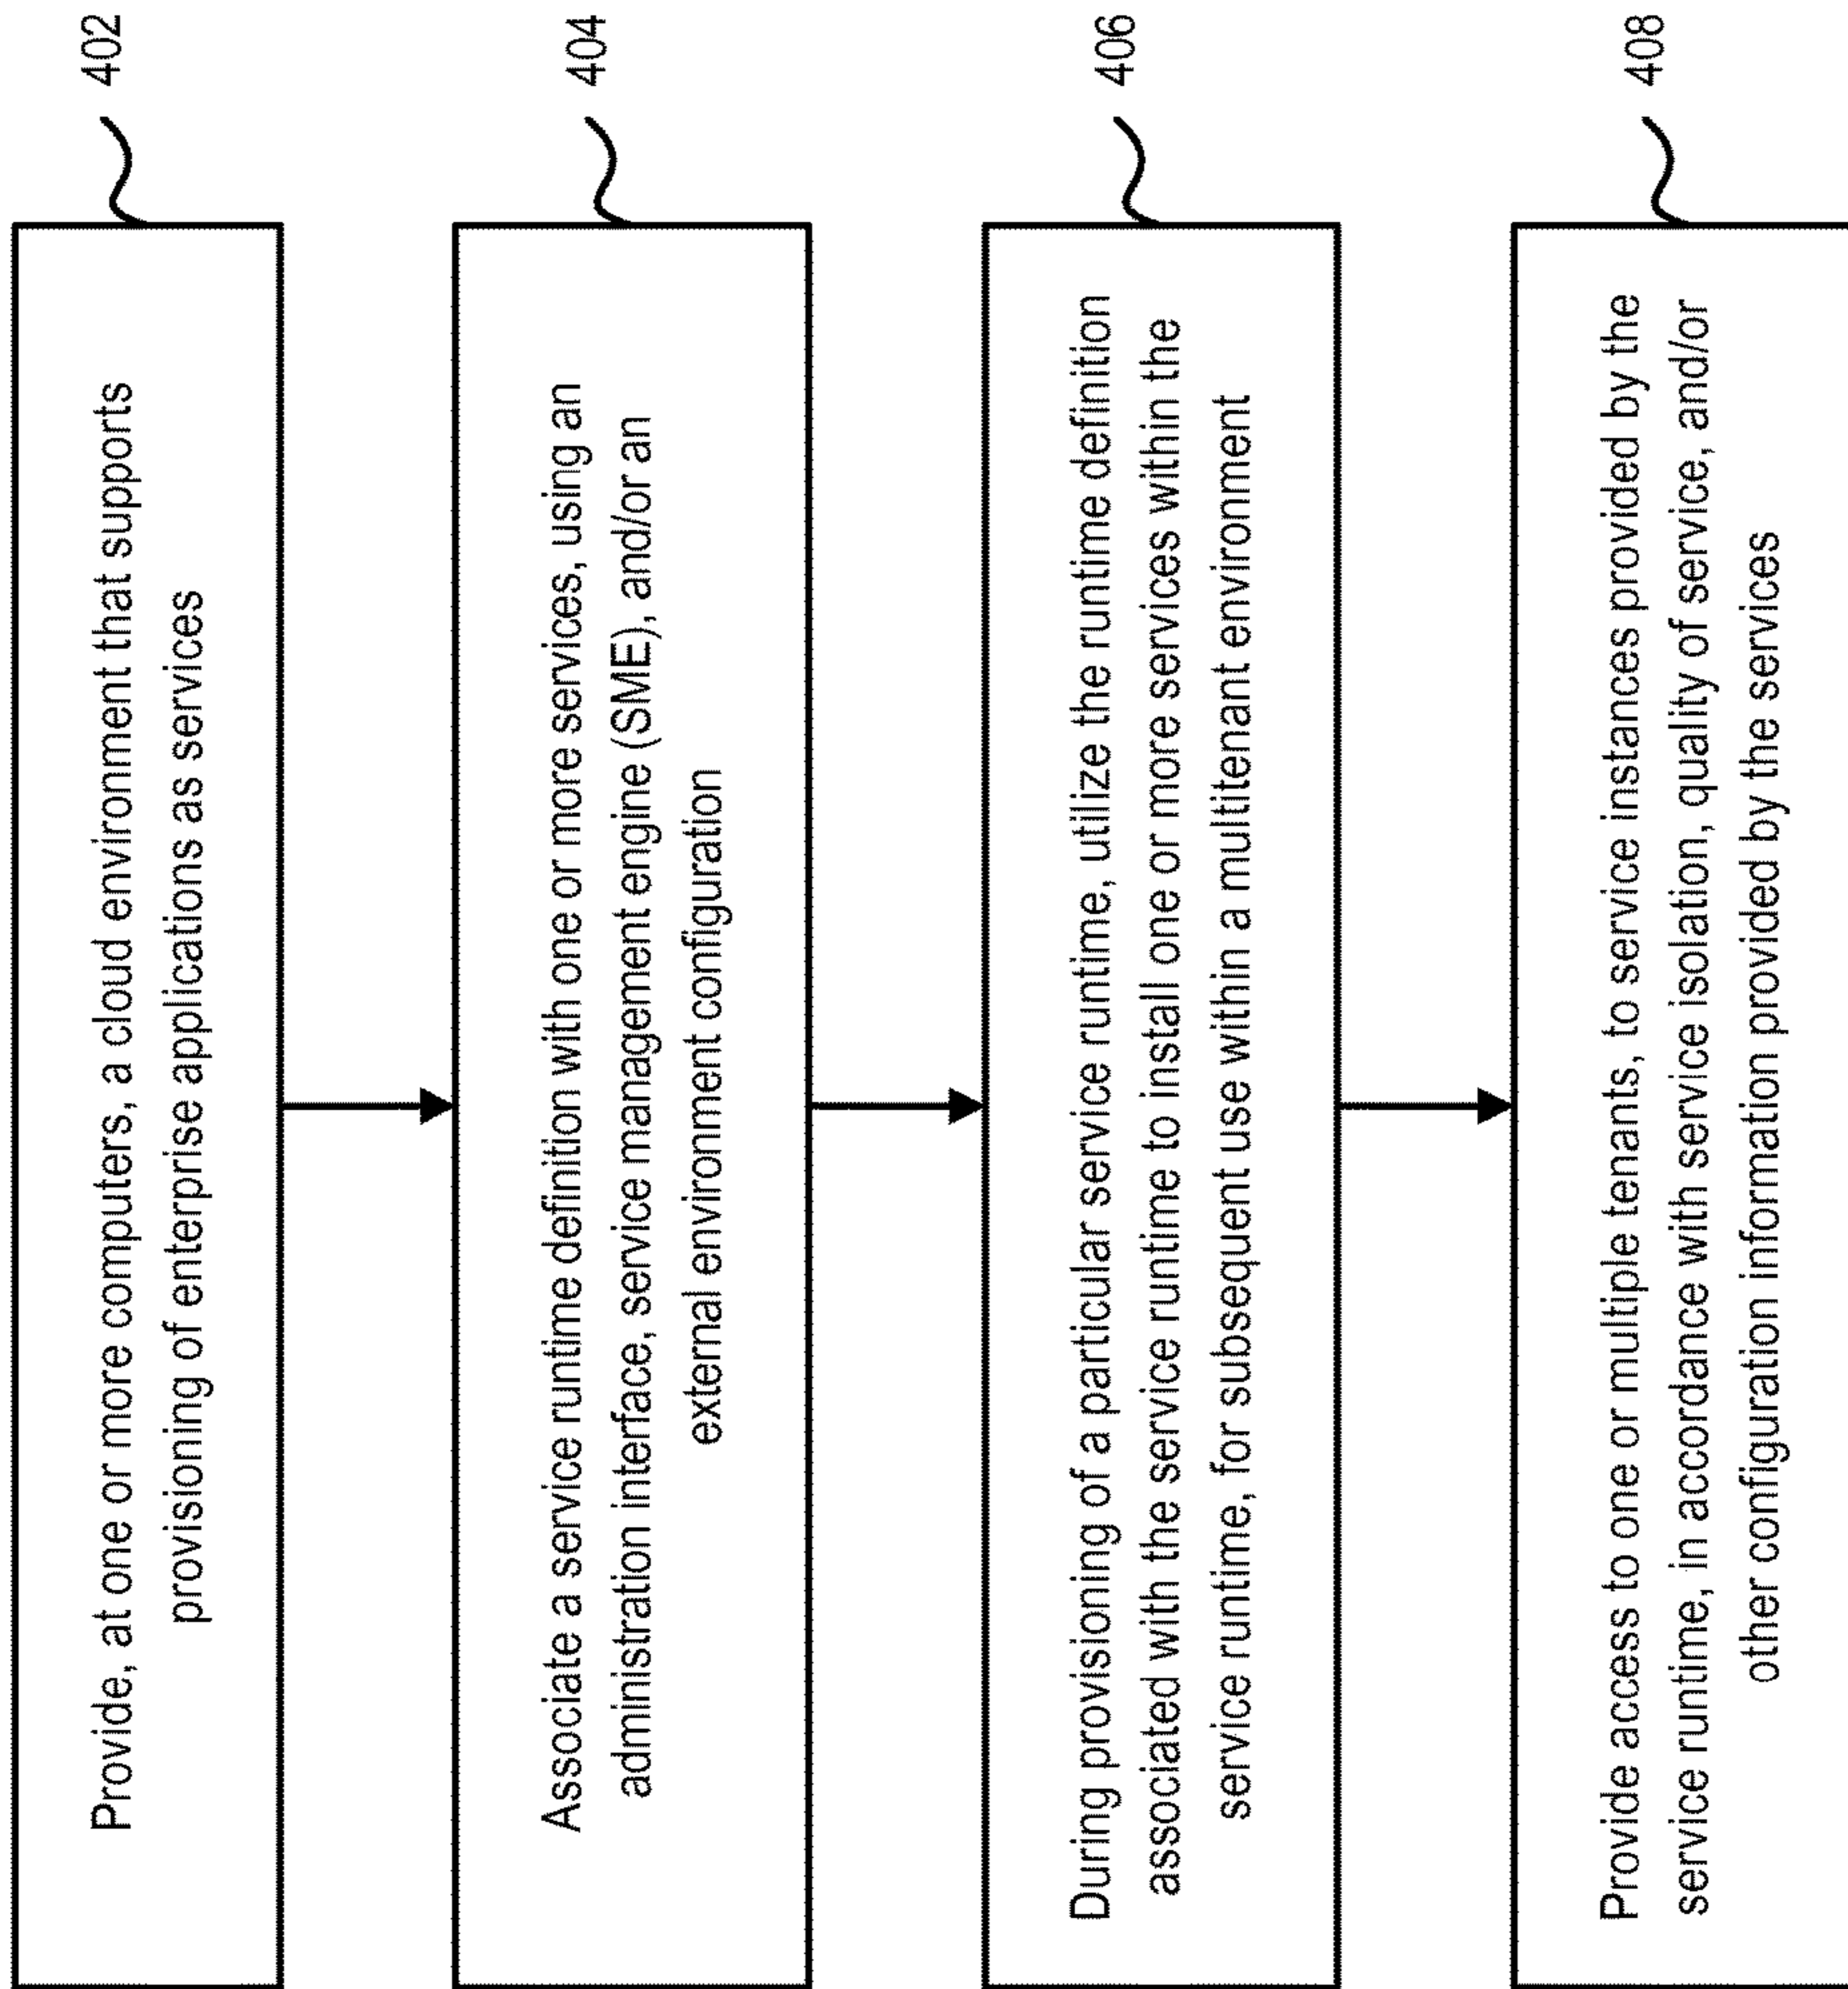 Provide, at one or more computers, a cloud environment that supports
provisioning of enterprise applications as services
402
Associate a service runtime definition with one or more services, using an
administration interface, service management engine (SME), and/or an
external environment configuration
404
During provisioning of a particular service runtime, utilize the runtime definition
associated with the service runtime to install one or more services within the
service runtime, for subsequent use within a multitenant environment
406
Provide access to one or multiple tenants, to service instances provided by the
service runtime, in accordance with service isolation, quality of service, and/or
other configuration information provided by the services
408